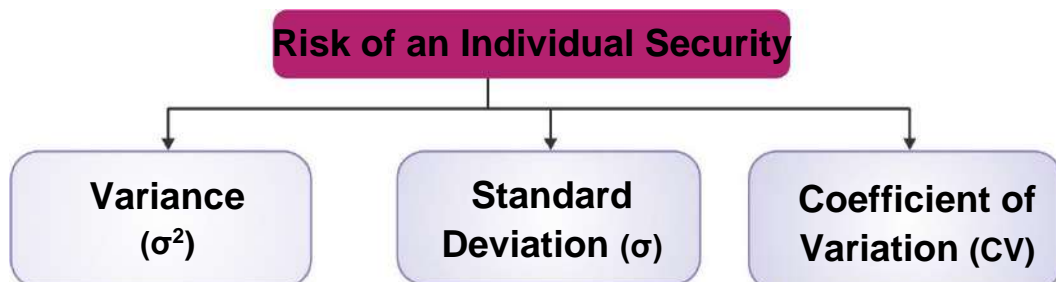 Risk of an Individual Security
Variance
(σ²)
Standard
Deviation (σ)
Coefficient of
Variation (CV)